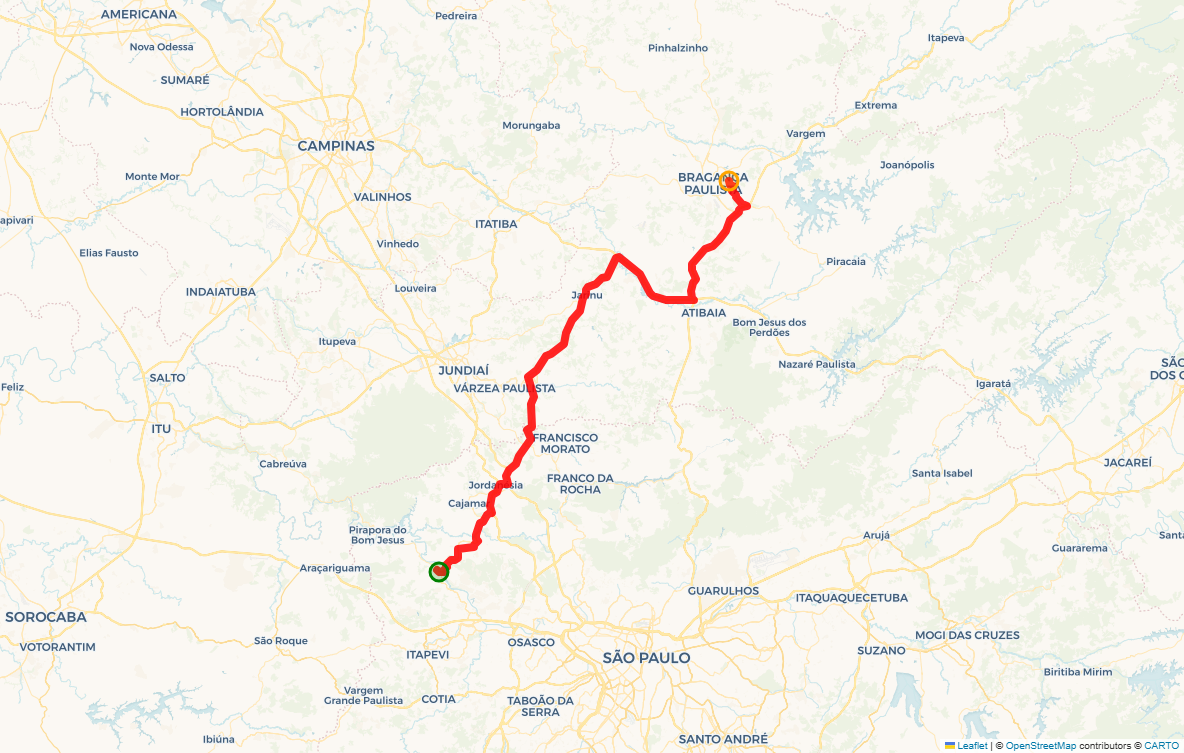 AMERICANA
Pedreira
Itapeva
Nova Odessa
Pinhalzinho
SUMARÉ
Extrema
HORTOLÂNDIA
Morungaba
Vargem
CAMPINAS
Joanópolis
Monte Mor
BRAGANÇA
PAULISTA
VALINHOS
apivari
ITATIBA
Vinhedo
Elias Fausto
Piracaia
Louveira
INDAIATUBA
Jarinu
ATIBAIA
Bom Jesus dos
Perdões
Itupeva
Nazaré Paulista
SÃO
DOS C
JUNDIAÍ
SALTO
Feliz
VÁRZEA PAULISTA
Igaratá
ITU
FRANCISCO
MORATO
Cabreúva
JACAREÍ
Santa Isabel
FRANCO DA
ROCHA
Jordanésia
Cajamar
Pirapora do
Bom Jesus
Arujá
Santa
Guararema
Araçariguama
GUARULHOS
ITAQUAQUECETUBA
SOROCABA
MOGI DAS CRUZES
São Roque
OSASCO
VOTORANTIM
ITAPEVI
SUZANO
SÃO PAULO
Biritiba Mirim
Vargem
Grande Paulista
COTIA
TABOÃO DA
SERRA
Ibiúna
SANTO ANDRÉ
Leaflet | © OpenStreetMap contributors © CARTO